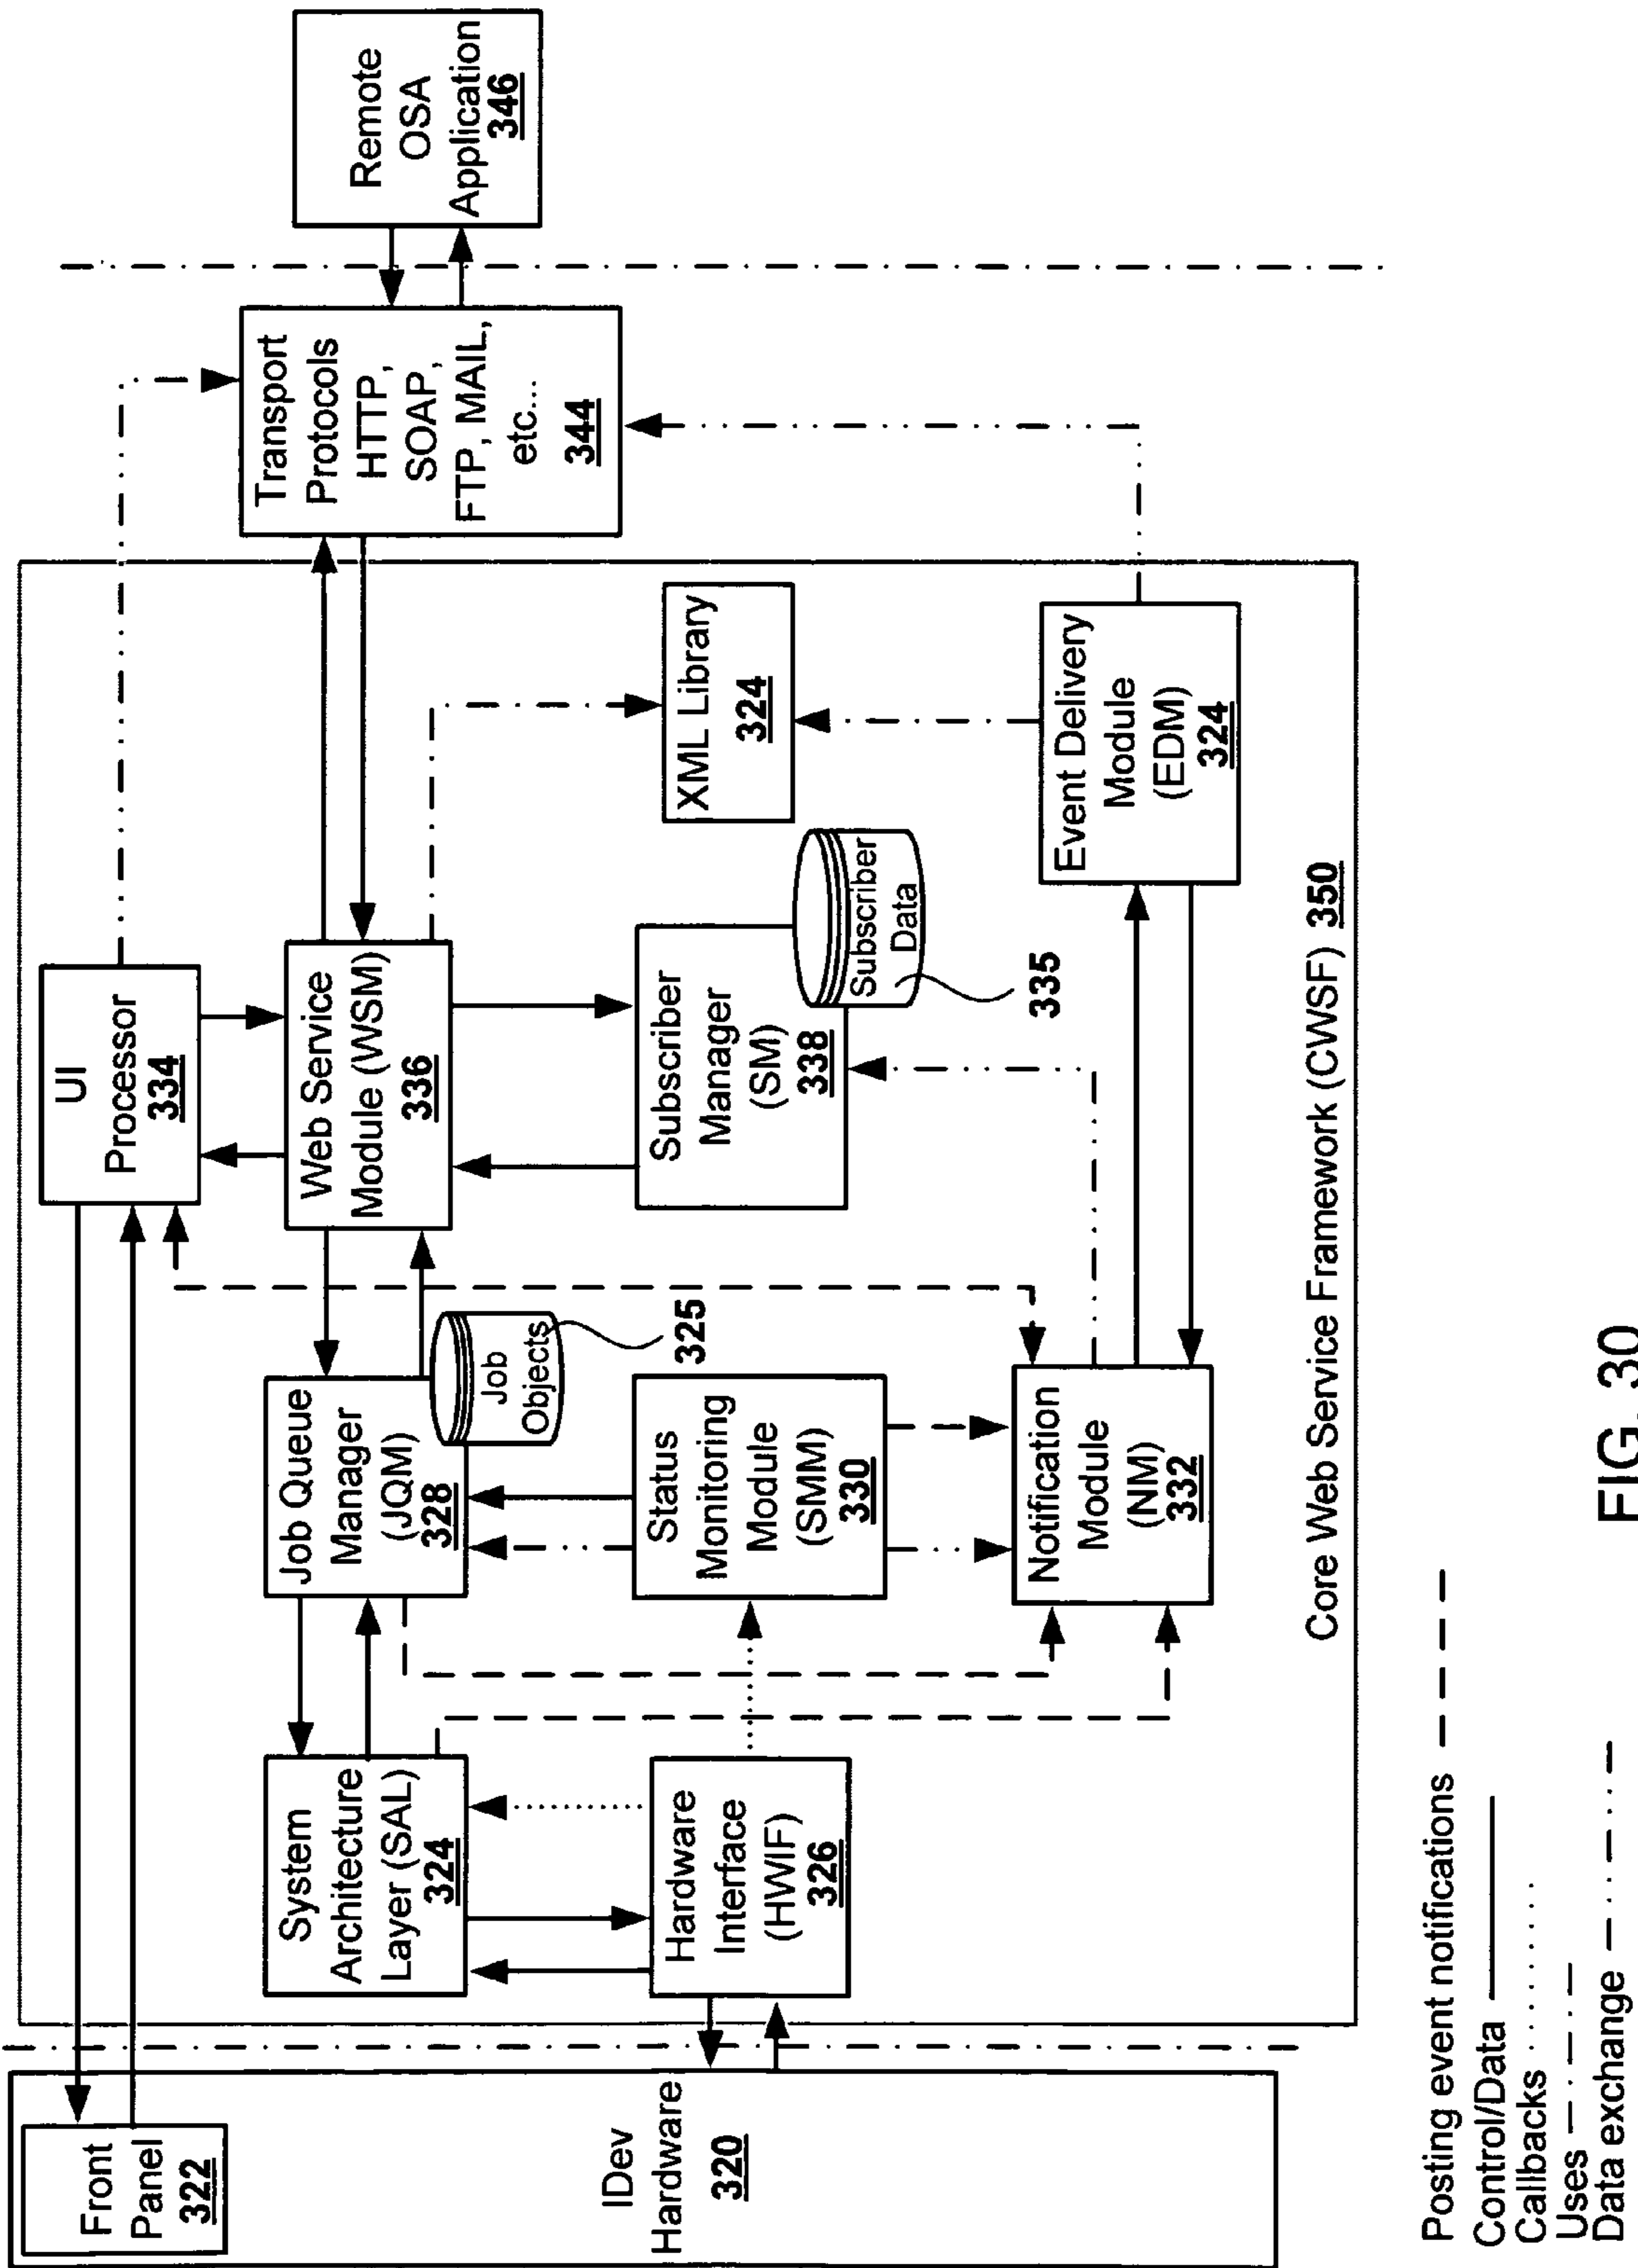 Front
Panel
322
IDev
Hardware
320
System
Architecture
Layer (SAL)
324
Hardware
Interface
(HWIF)
326
Job Queue
Manager
(JQM)
328
Job
Objects
325
Status
Monitoring
Module
(SMM)
330
Notification
Module
(NM)
332
UI
Processor
334
Web Service
Module (WSM)
336
Subscriber
Manager
(SM)
338
Subscriber
Data
335
XML Library
324
Event Delivery
Module
(EDM)
324
Core Web Service Framework (CWSF) 350
Transport
Protocols
HTTP,
SOAP,
FTP, MAIL,
etc...
344
Remote
OSA
Application
346
Posting event notifications
Control/Data
Callbacks
Uses
Data exchange
FIG. 30